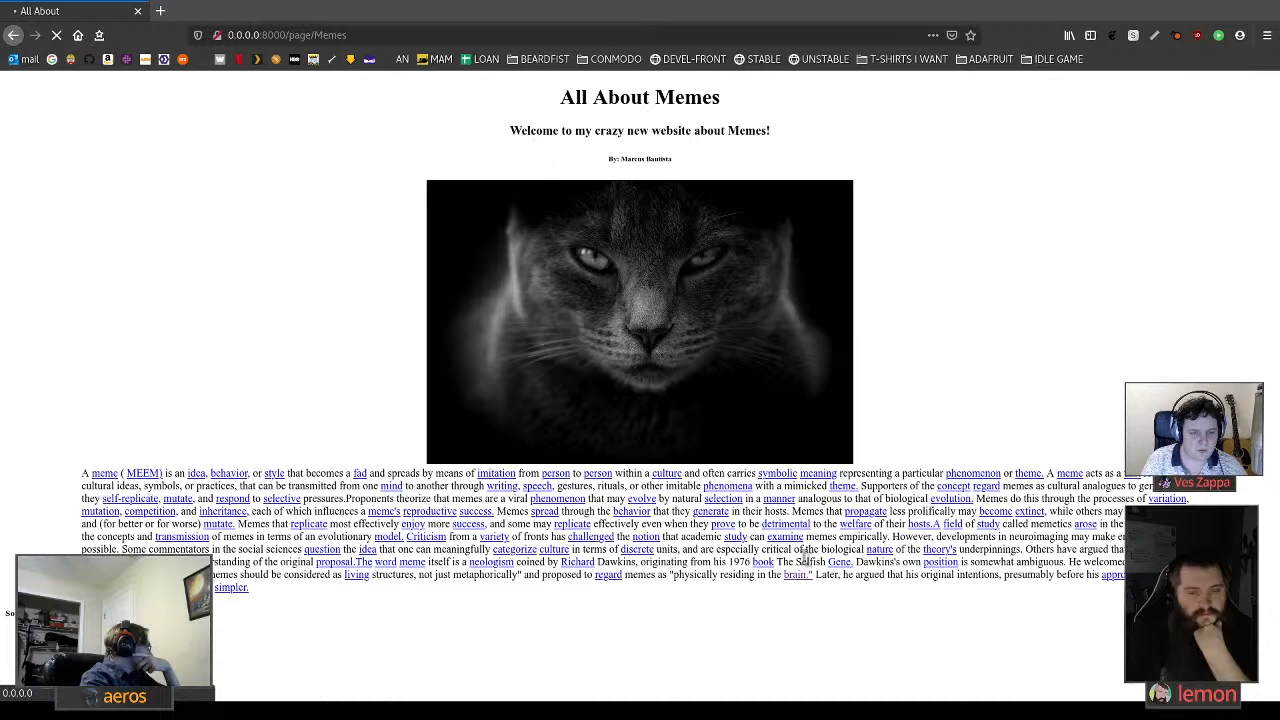 All About
0.0.0.0:8000/page/Memes
mail
AN
MAM
LOAN
BEARDFIST
CONMODO
DEVEL-FRONT
STABLE
UNSTABLE
T-SHIRTS I WANT
ADAFRUIT
IDLE GAME
All About Memes
Welcome to my crazy new website about Memes!
By: Marcus Bautista
A meme ( MEEM) is an idea, behavior, or style that becomes a fad and spreads by means of imitation from person to person within a culture and often carries symbolic meaning representing a particular phenomenon or theme. A meme acts as a
cultural ideas, symbols, or practices, that can be transmitted from one mind to another through writing, speech, gestures, rituals, or other imitable phenomena with a mimicked theme. Supporters of the concept regard memes as cultural analogues to
they self-replicate, mutate, and respond to selective pressures.Proponents theorize that memes are a viral phenomenon that may evolve by natural selection in a manner analogous to that of biological evolution. Memes do this through the processes of variation,
mutation, competition, and inheritance, each of which influences a meme's reproductive success. Memes spread through the behavior that they generate in their hosts. Memes that propagate less prolifically may become extinct, while others may
and (for better or for worse) mutate. Memes that replicate most effectively enjoy more success, and some may replicate effectively even when they prove to be detrimental to the welfare of their hosts.A field of study called memetics arose in the
the concepts and transmission of memes in terms of an evolutionary model. Criticism from a variety of fronts has challenged the notion that academic study can examine memes empirically. However, developments in neuroimaging may make
possible. Some commentators in the social sciences question the idea that one can meaningfully categorize culture in terms of discrete units, and are especially critical of the biological nature of the theory's underpinnings. Others have argued that
rstanding of the original proposal.The word meme itself is a neologism coined by Richard Dawkins, originating from his 1976 book The Selfish Gene. Dawkins's own position is somewhat ambiguous. He welcomed
emes should be considered as living structures, not just metaphorically" and proposed to regard memes as "physically residing in the brain." Later, he argued that his original intentions, presumably before his
simpler.
So
0.0.0.0
aeros
Ves Zappa
lemon